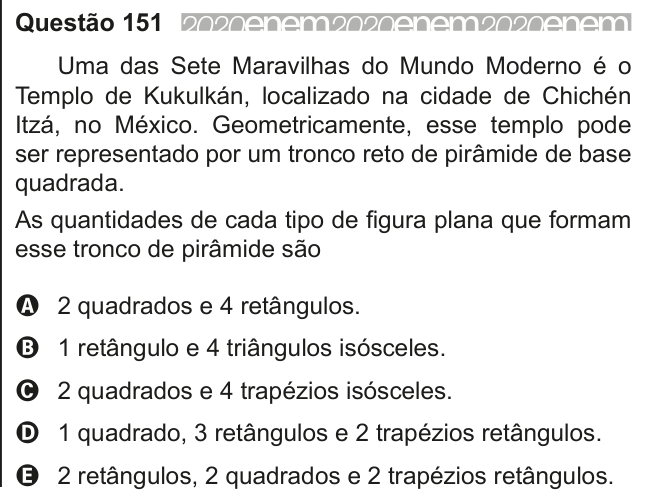 Questão 151 2020enem2020enem2020enem
Uma das Sete Maravilhas do Mundo Moderno é o
Templo de Kukulkán, localizado na cidade de Chichén
Itzá, no México. Geometricamente, esse templo pode
ser representado por um tronco reto de pirâmide de base
quadrada.
As quantidades de cada tipo de figura plana que formam
esse tronco de pirâmide são
A 2 quadrados e 4 retângulos.
B 1 retângulo e 4 triângulos isósceles.
C 2 quadrados e 4 trapézios isósceles.
D 1 quadrado, 3 retângulos e 2 trapézios retângulos.
E 2 retângulos, 2 quadrados e 2 trapézios retângulos.